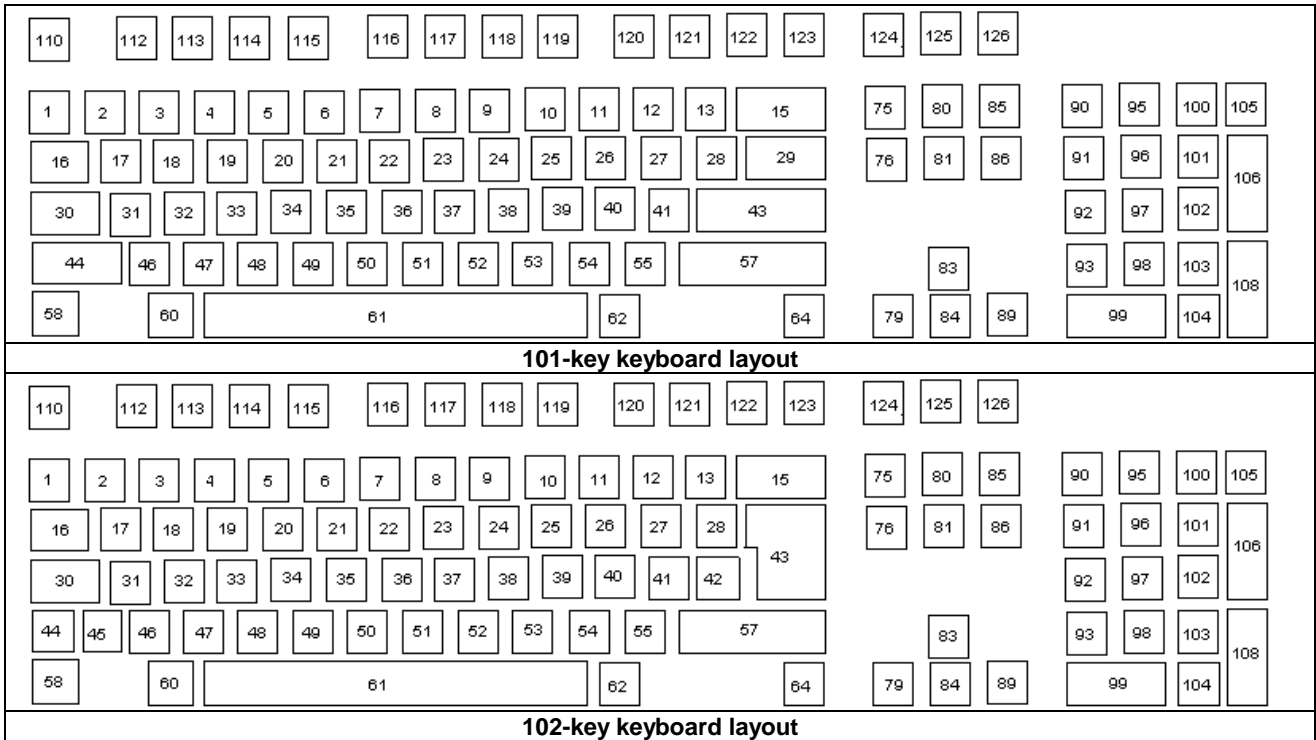 110 112 113 114 115 116 117 118 119 120 121 122 123 124 125 126
1 2 3 4 5 6 7 8 9 10 11 12 13 15 75 80 85 90 95 100 105
16 17 18 19 20 21 22 23 24 25 26 27 28 29 76 81 86 91 96 101 106
30 31 32 33 34 35 36 37 38 39 40 41 43 92 97 102
44 46 47 48 49 50 51 52 53 54 55 57 83 93 98 103 108
58 60 61 62 64 79 84 89 99 104
101-key keyboard layout
110 112 113 114 115 116 117 118 119 120 121 122 123 124 125 126
1 2 3 4 5 6 7 8 9 10 11 12 13 15 75 80 85 90 95 100 105
16 17 18 19 20 21 22 23 24 25 26 27 28 43 76 81 86 91 96 101 106
30 31 32 33 34 35 36 37 38 39 40 41 42 92 97 102
44 45 46 47 48 49 50 51 52 53 54 55 57 83 93 98 103 108
58 60 61 62 64 79 84 89 99 104
102-key keyboard layout